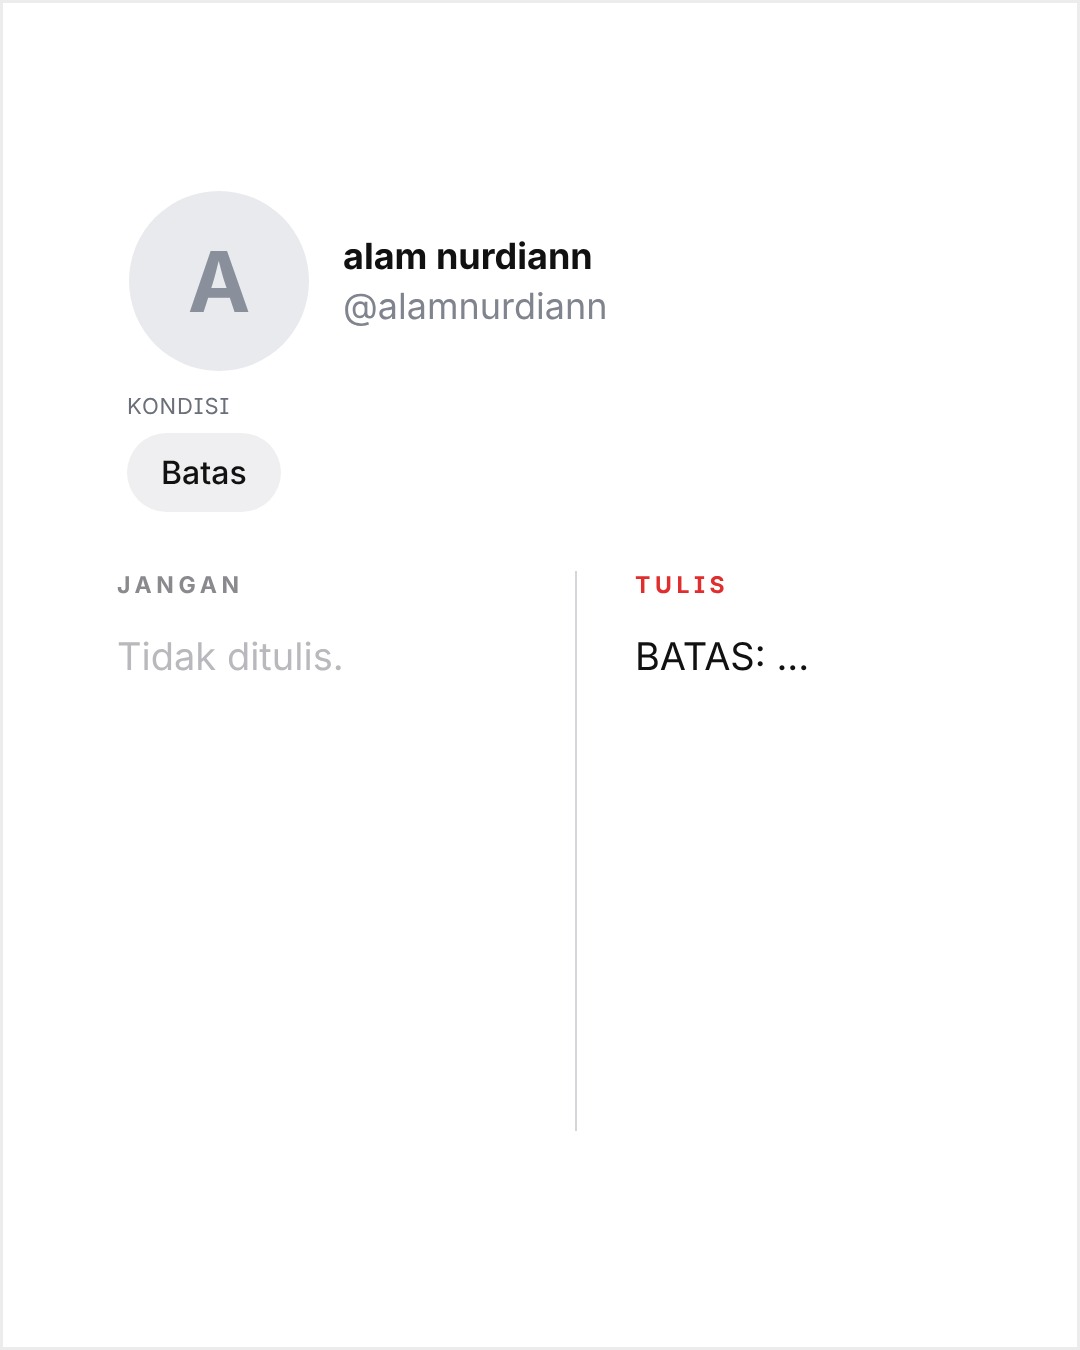 A
alam nurdiann
@alamnurdiann
KONDISI
Batas
JANGAN
Tidak ditulis.
TULIS
BATAS: ...